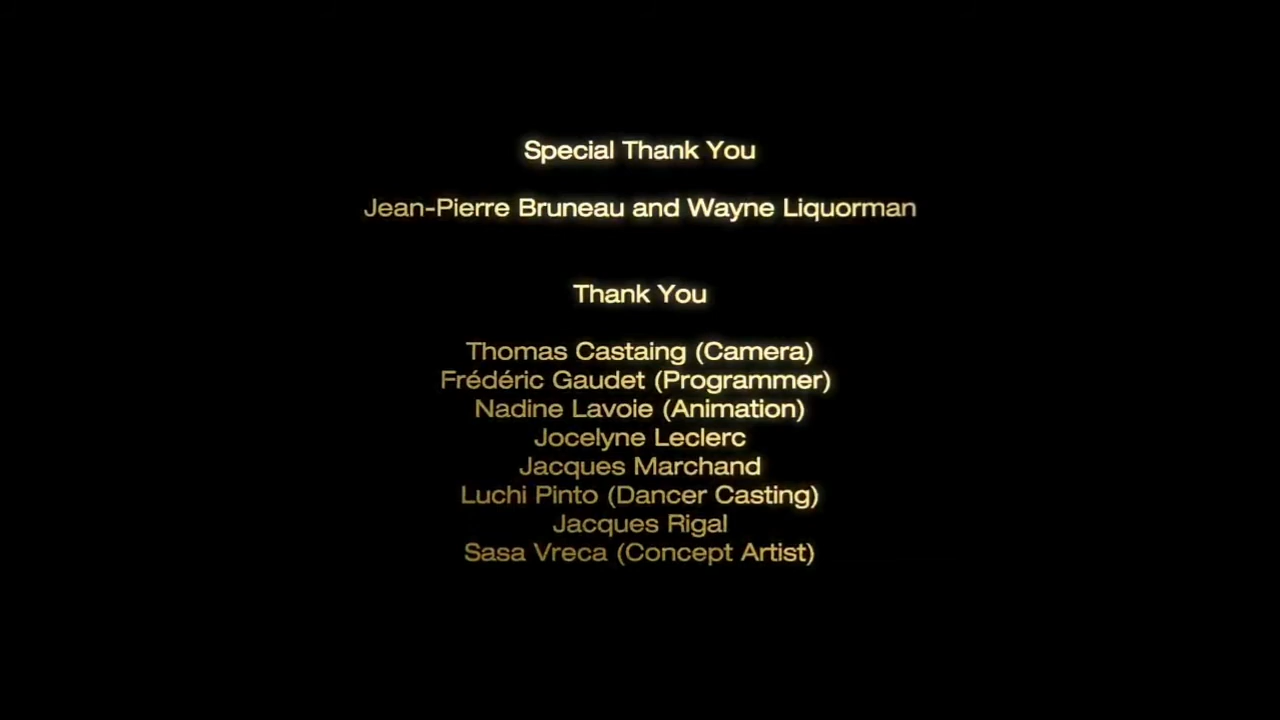 Special Thank You
Jean-Pierre Bruneau and Wayne Liquorman
Thank You
Thomas Castaing (Camera)
Frédéric Gaudet (Programmer)
Nadine Lavoie (Animation)
Jocelyne Leclerc
Jacques Marchand
Luchi Pinto (Dancer Casting)
Jacques Rigal
Sasa Vreca (Concept Artist)